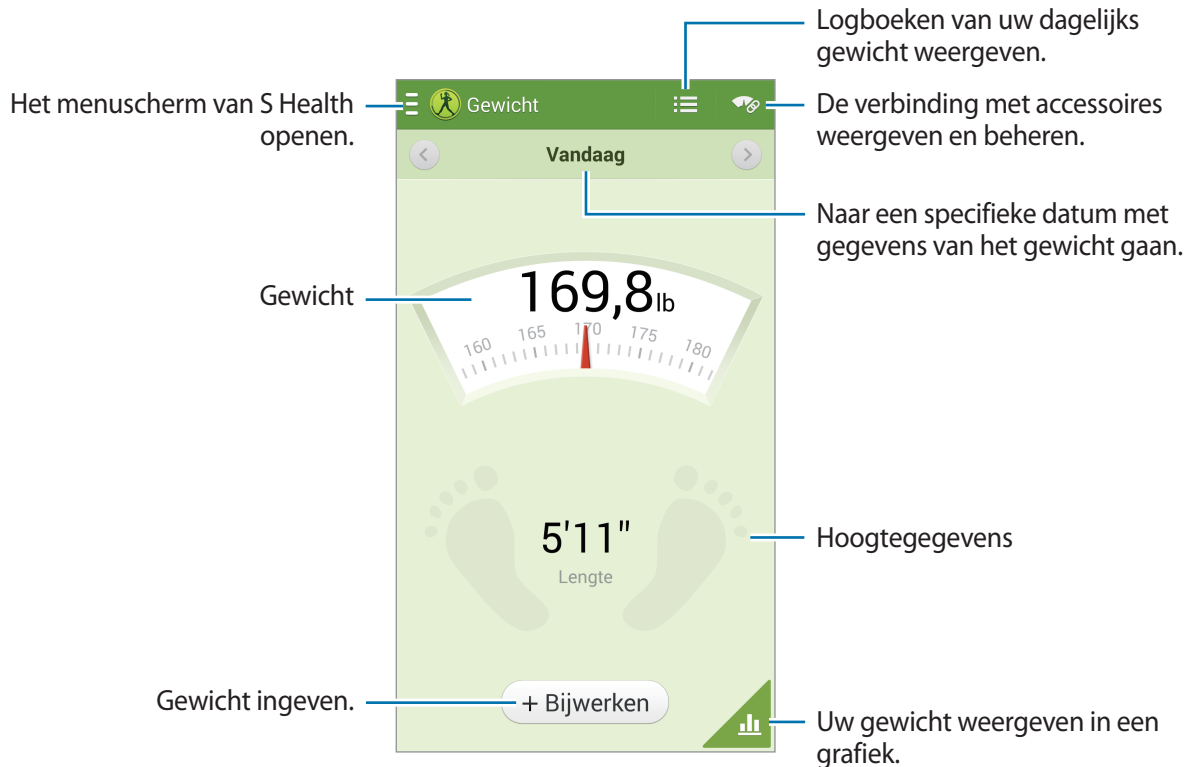 Logboeken van uw dagelijks
gewicht weergeven.
Het menuscherm van S Health
openen.
Gewicht
De verbinding met accessoires
weergeven en beheren.
Vandaag
Naar een specifieke datum met
gegevens van het gewicht gaan.
Gewicht
169,8 lb
160 165 170 175 180
5'11"
Lengte
Hoogtegegevens
Gewicht ingeven.
+ Bijwerken
Uw gewicht weergeven in een
grafiek.